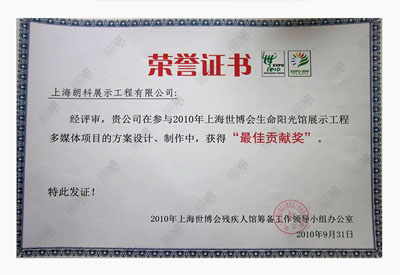 荣誉证书
EXPO
2010
EXPO 2010
上海朗科展示工程有限公司:
经评审，贵公司在参与2010年上海世博会生命阳光馆展示工程
多媒体项目的方案设计、制作中，获得“最佳贡献奖”。
特此发证！
2010年上海世博会残疾人馆筹备工作领导小组办公室
2010年9月31日